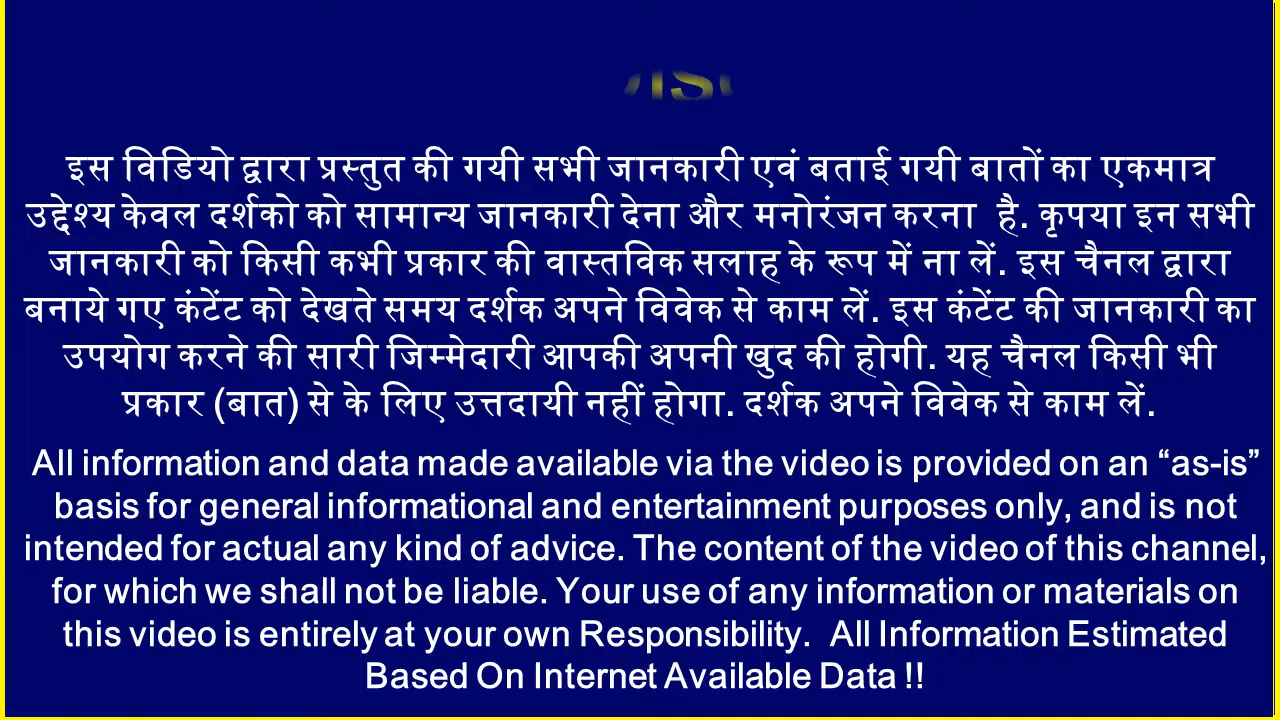 इस विडियो द्वारा प्रस्तुत की गयी सभी जानकारी एवं बताई गयी बातों का एकमात्र
उद्देश्य केवल दर्शको को सामान्य जानकारी देना और मनोरंजन करना है. कृपया इन सभी
जानकारी को किसी कभी प्रकार की वास्तविक सलाह के रूप में ना लें. इस चैनल द्वारा
बनाये गए कंटेंट को देखते समय दर्शक अपने विवेक से काम लें. इस कंटेंट की जानकारी का
उपयोग करने की सारी जिम्मेदारी आपकी अपनी खुद की होगी. यह चैनल किसी भी
प्रकार (बात) से के लिए उत्तदायी नहीं होगा. दर्शक अपने विवेक से काम लें.
All information and data made available via the video is provided on an “as-is”
basis for general informational and entertainment purposes only, and is not
intended for actual any kind of advice. The content of the video of this channel,
for which we shall not be liable. Your use of any information or materials on
this video is entirely at your own Responsibility. All Information Estimated
Based On Internet Available Data !!